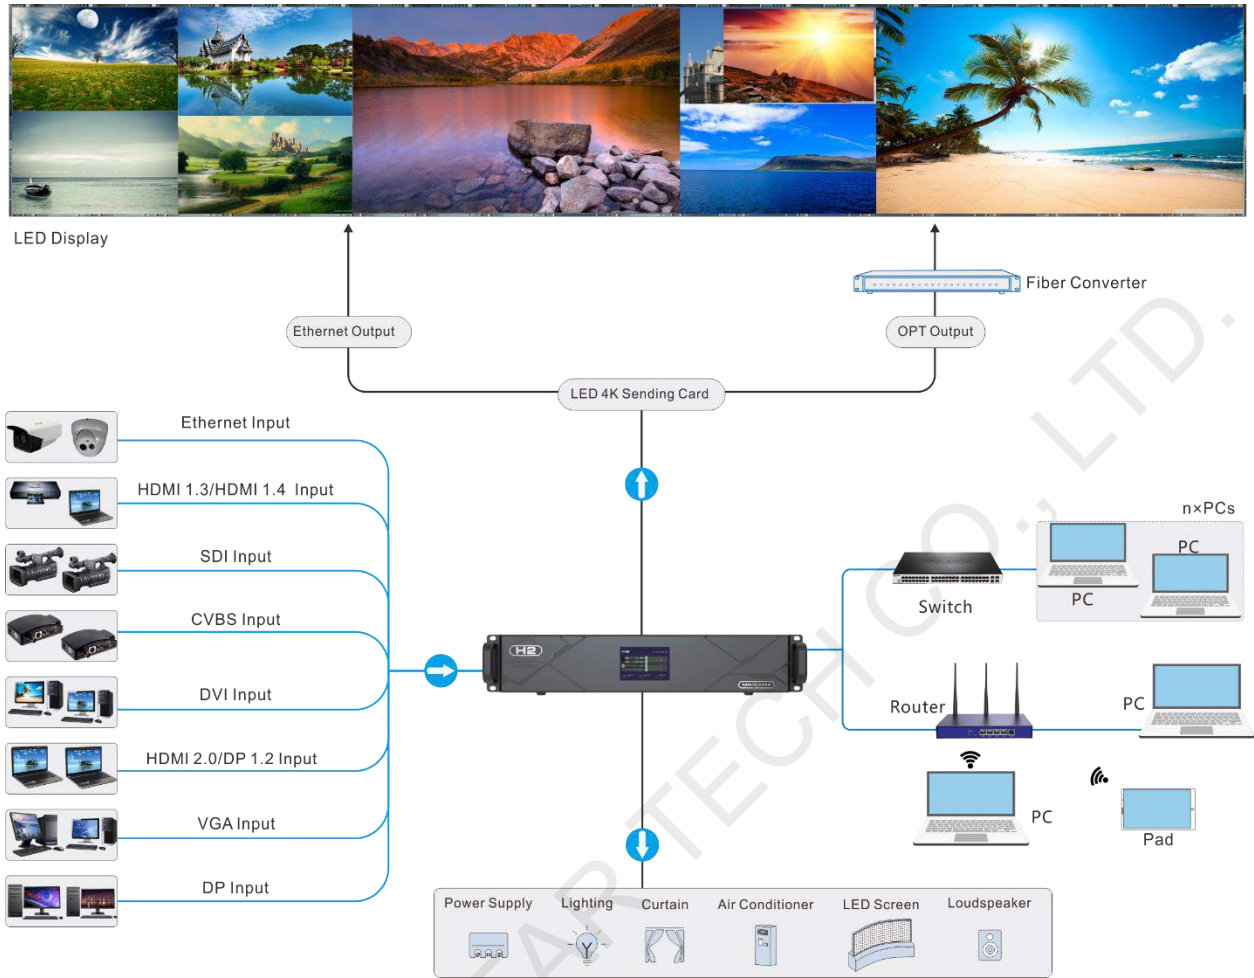 LED Display
Fiber Converter
Ethernet Output
OPT Output
LED 4K Sending Card
Ethernet Input
HDMI 1.3/HDMI 1.4 Input
SDI Input
CVBS Input
DVI Input
HDMI 2.0/DP 1.2 Input
VGA Input
DP Input
H2
n×PCs
PC
PC
Switch
Router
PC
PC
Pad
Power Supply
Lighting
Curtain
Air Conditioner
LED Screen
Loudspeaker
TAR TECH CO., LTD.